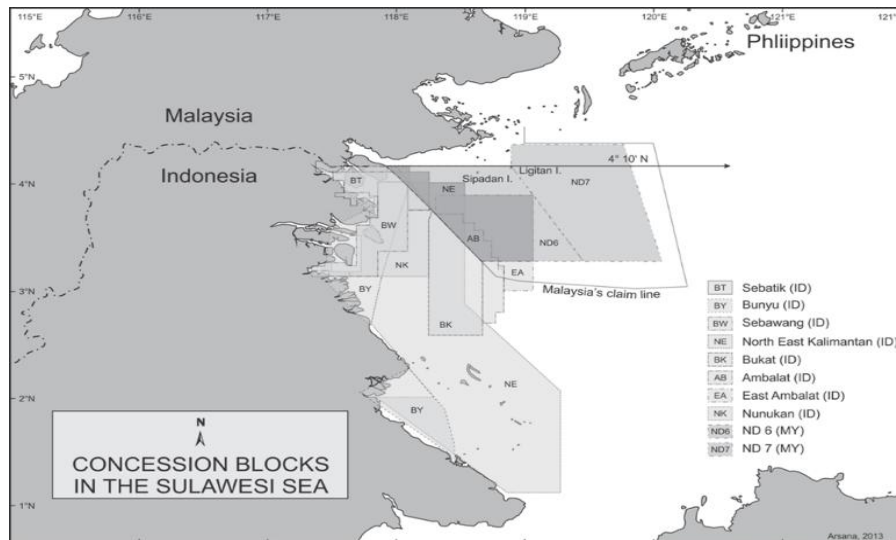 115°E
116°E
117°E
118°E
119°E
120°E
121°
5°N
4°N
3°N
2°N
1°N
Phliippines
Malaysia
Indonesia
4° 10' N
Ligitan I.
Sipadan I.
BT
NE
ND7
BW
AB
ND6
NK
EA
BY
Malaysia's claim line
BK
NE
BY
BT Sebatik (ID)
BY Bunyu (ID)
BW Sebawang (ID)
NE North East Kalimantan (ID)
BK Bukat (ID)
AB Ambalat (ID)
EA East Ambalat (ID)
NK Nunukan (ID)
ND6 ND 6 (MY)
ND7 ND 7 (MY)
N
CONCESSION BLOCKS
IN THE SULAWESI SEA
Arsana, 2013